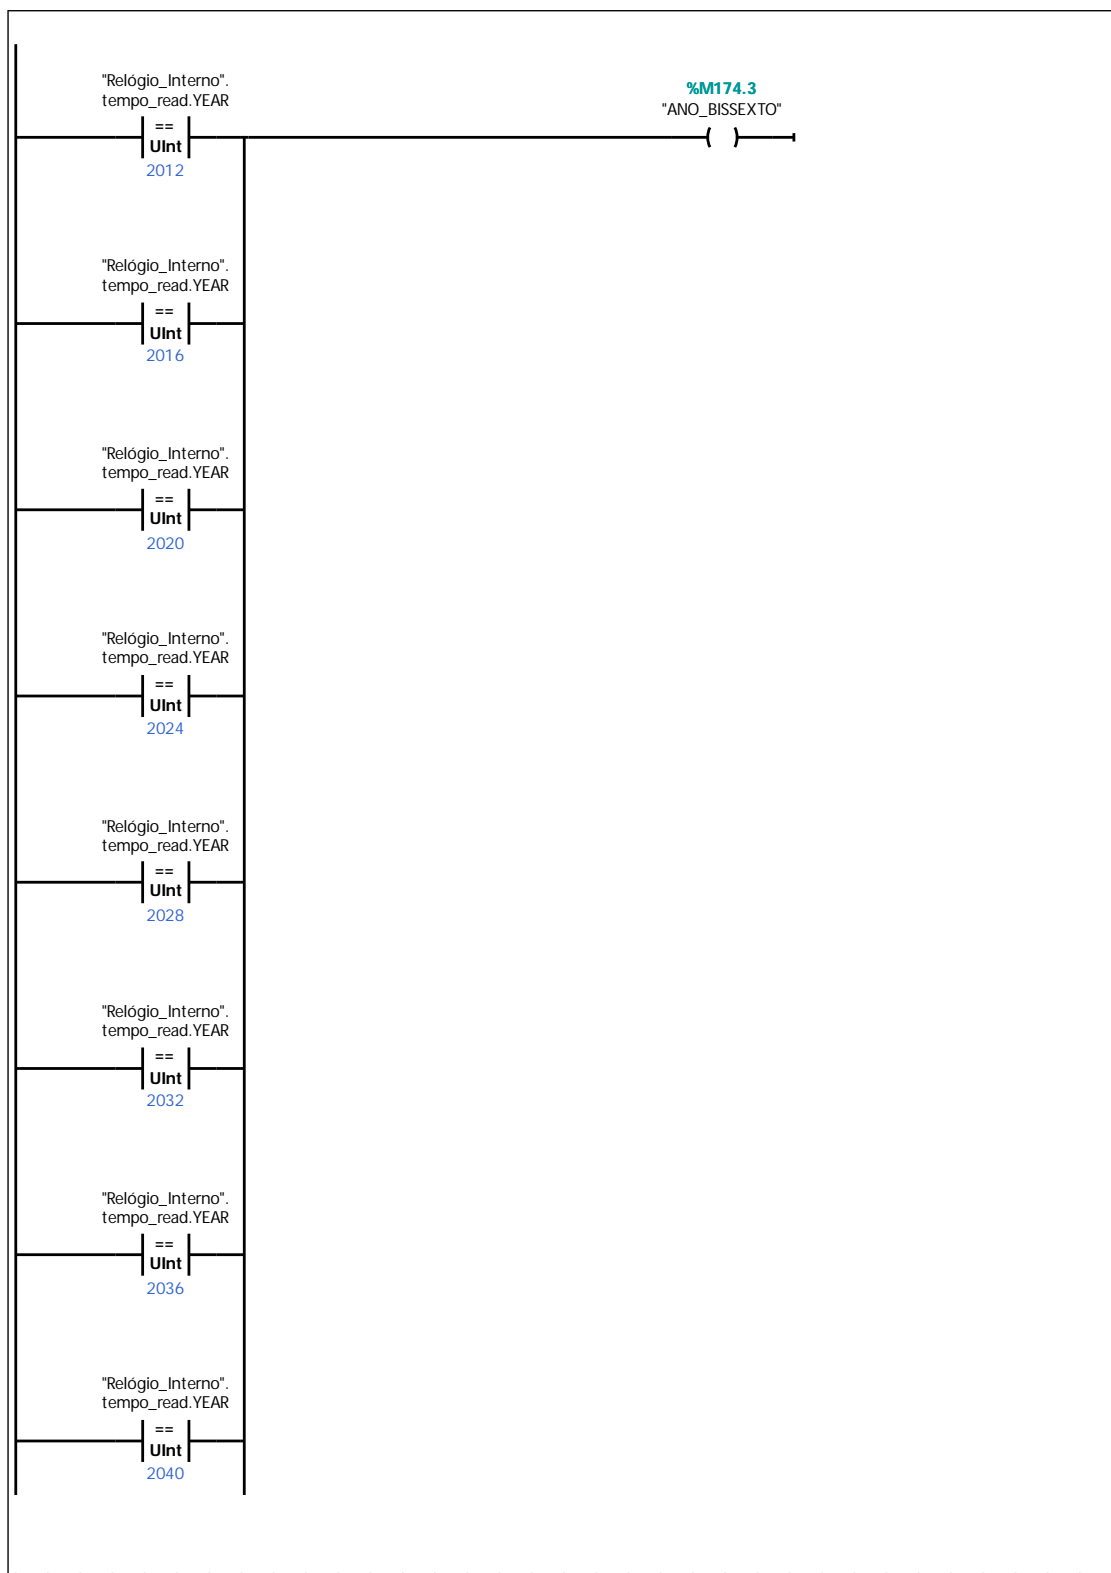 "Relógio_Interno".
tempo_read.YEAR
==
UInt
2012
%M174.3
"ANO_BISSEXTO"
"Relógio_Interno".
tempo_read.YEAR
==
UInt
2016
"Relógio_Interno".
tempo_read.YEAR
==
UInt
2020
"Relógio_Interno".
tempo_read.YEAR
==
UInt
2024
"Relógio_Interno".
tempo_read.YEAR
==
UInt
2028
"Relógio_Interno".
tempo_read.YEAR
==
UInt
2032
"Relógio_Interno".
tempo_read.YEAR
==
UInt
2036
"Relógio_Interno".
tempo_read.YEAR
==
UInt
2040